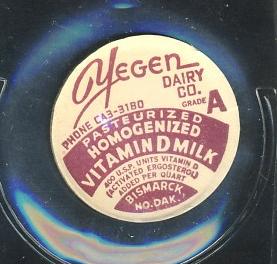 Yegen
DAIRY
CO.
GRADE A
PHONE CA3-3180
PASTEURIZED
HOMOGENIZED
VITAMIN D MILK
400 U.S.P. UNITS VITAMIN D
(ACTIVATED ERGOSTEROL)
ADDED PER QUART
BISMARCK,
NO. DAK.